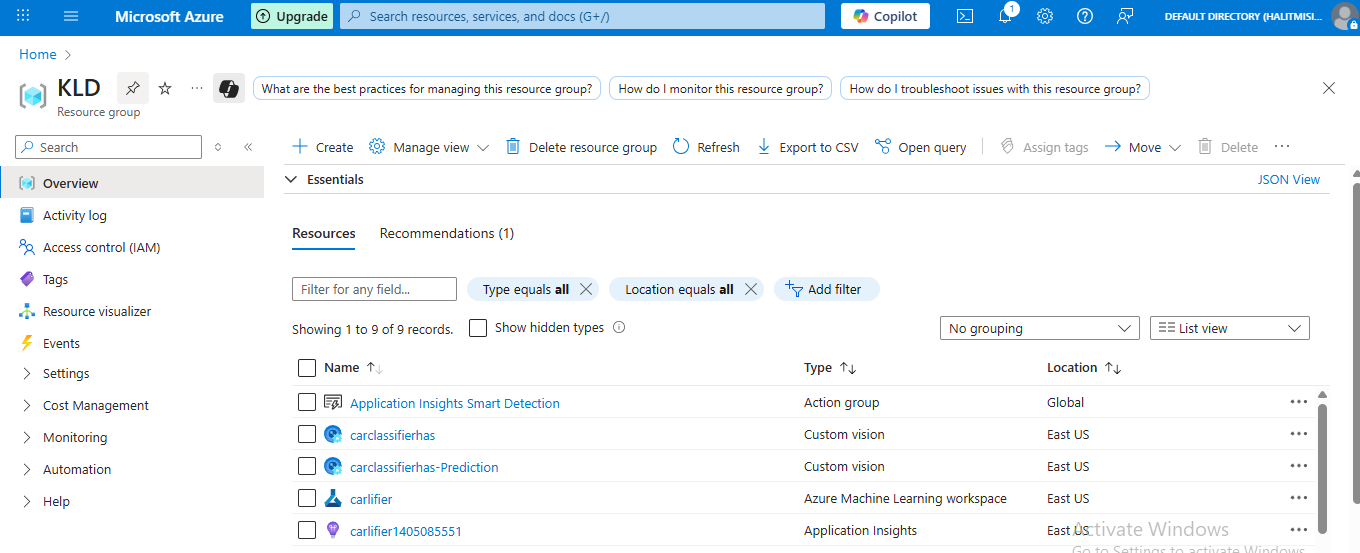 Microsoft Azure Upgrade Search resources, services, and docs (G+/) Copilot 1 DEFAULT DIRECTORY (HALITMISI...
Home >
KLD ... What are the best practices for managing this resource group? How do I monitor this resource group? How do I troubleshoot issues with this resource group?
Resource group
Search Create Manage view Delete resource group Refresh Export to CSV Open query Assign tags Move Delete ...
Overview
Activity log
Access control (IAM)
Tags
Resource visualizer
Events
Settings
Cost Management
Monitoring
Automation
Help
Essentials JSON View
Resources Recommendations (1)
Filter for any field... Type equals all Location equals all Add filter
Showing 1 to 9 of 9 records. Show hidden types No grouping List view
Name Type Location
Application Insights Smart Detection Action group Global
carclassifierhas Custom vision East US
carclassifierhas-Prediction Custom vision East US
carlifier Azure Machine Learning workspace East US
carlifier1405085551 Application Insights East US
Activate Windows
Go to Settings to activate Windows.